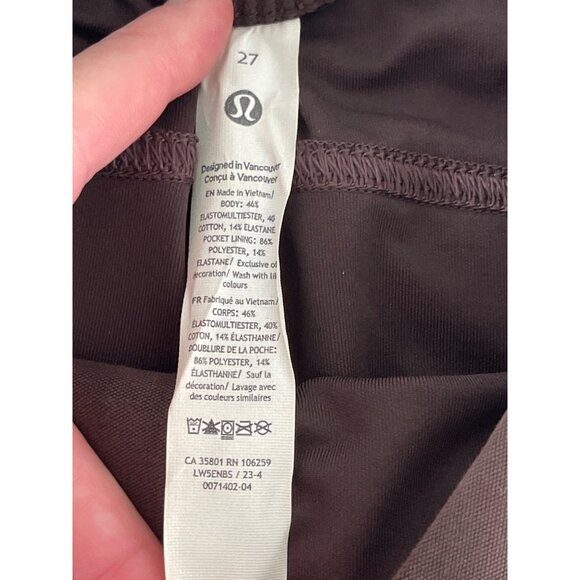 27
Designed in Vancouver
Conçu à Vancouver
EN Made in Vietnam/
BODY: 46%
ELASTOMULTIESTER, 40
COTTON, 14% ELASTANE
POCKET LINING: 86%
POLYESTER, 14%
ELASTANE/ Exclusive of
decoration/ Wash with lik
colours
FR Fabriqué au Vietnam/
CORPS: 46%
ÉLASTOMULTIESTER, 40%
COTON, 14% ÉLASTHANNE/
DOUBLURE DE LA POCHE:
86% POLYESTER, 14%
ÉLASTHANNE/ Sauf la
décoration/ Lavage avec
des couleurs similaires
CA 35801 RN 106259
LW5ENBS / 23-4
0071402-04